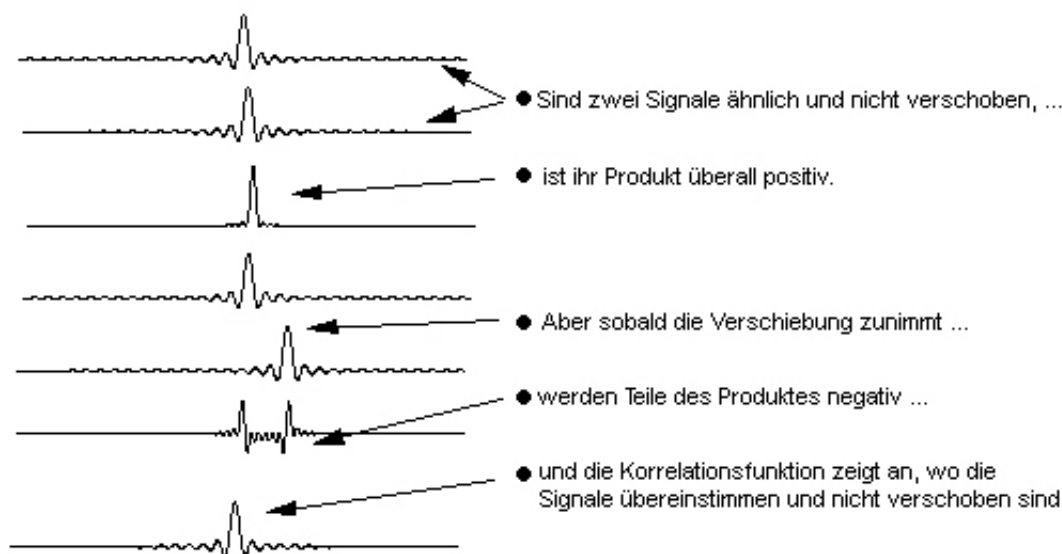 ● Sind zwei Signale ähnlich und nicht verschoben, ...
● ist ihr Produkt überall positiv.
● Aber sobald die Verschiebung zunimmt ...
● werden Teile des Produktes negativ ...
● und die Korrelationsfunktion zeigt an, wo die
Signale übereinstimmen und nicht verschoben sind